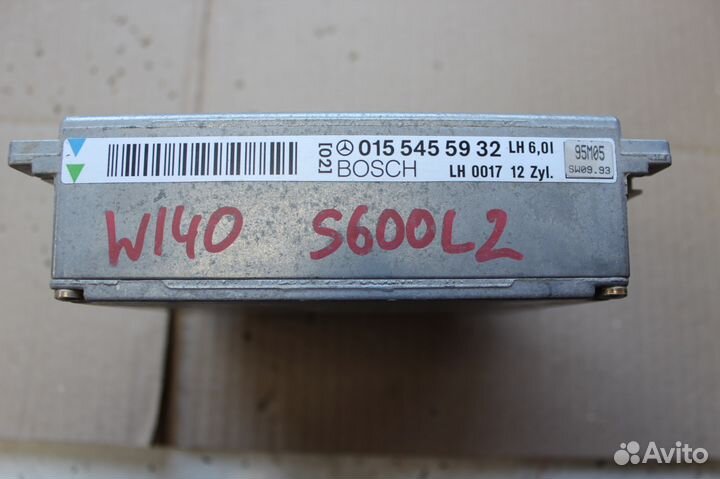 [02] 015 545 59 32 LH 6,0l
BOSCH LH 0017 12 Zyl.
95M05
SW09.93
W140 S600L2
Avito